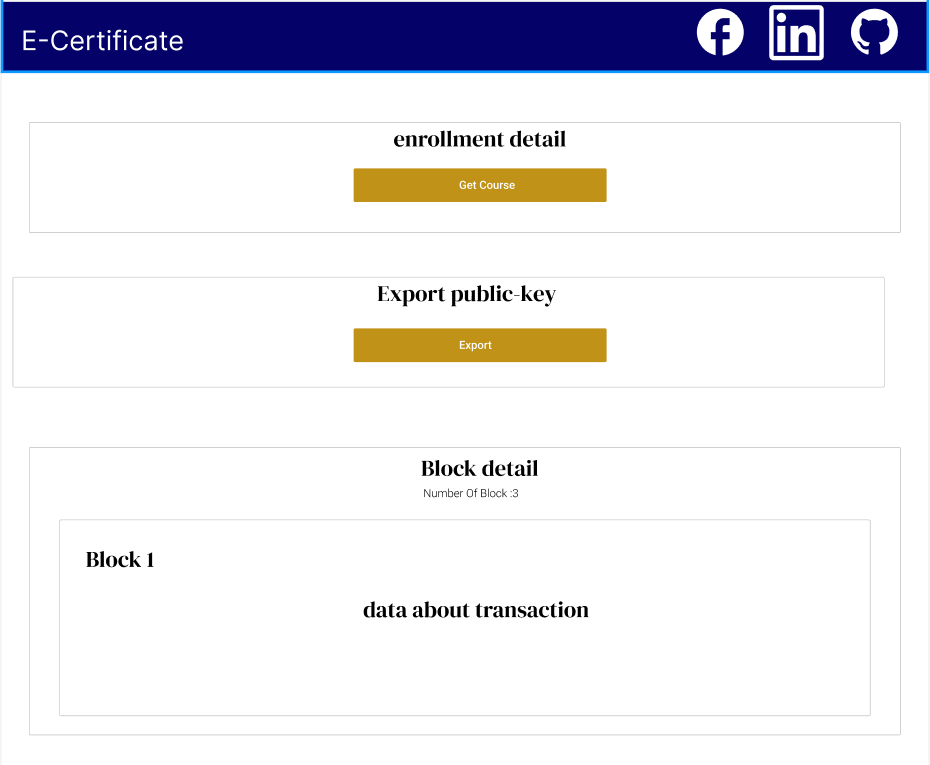 E-Certificate
enrollment detail
Get Course
Export public-key
Export
Block detail
Number Of Block :3
Block 1
data about transaction